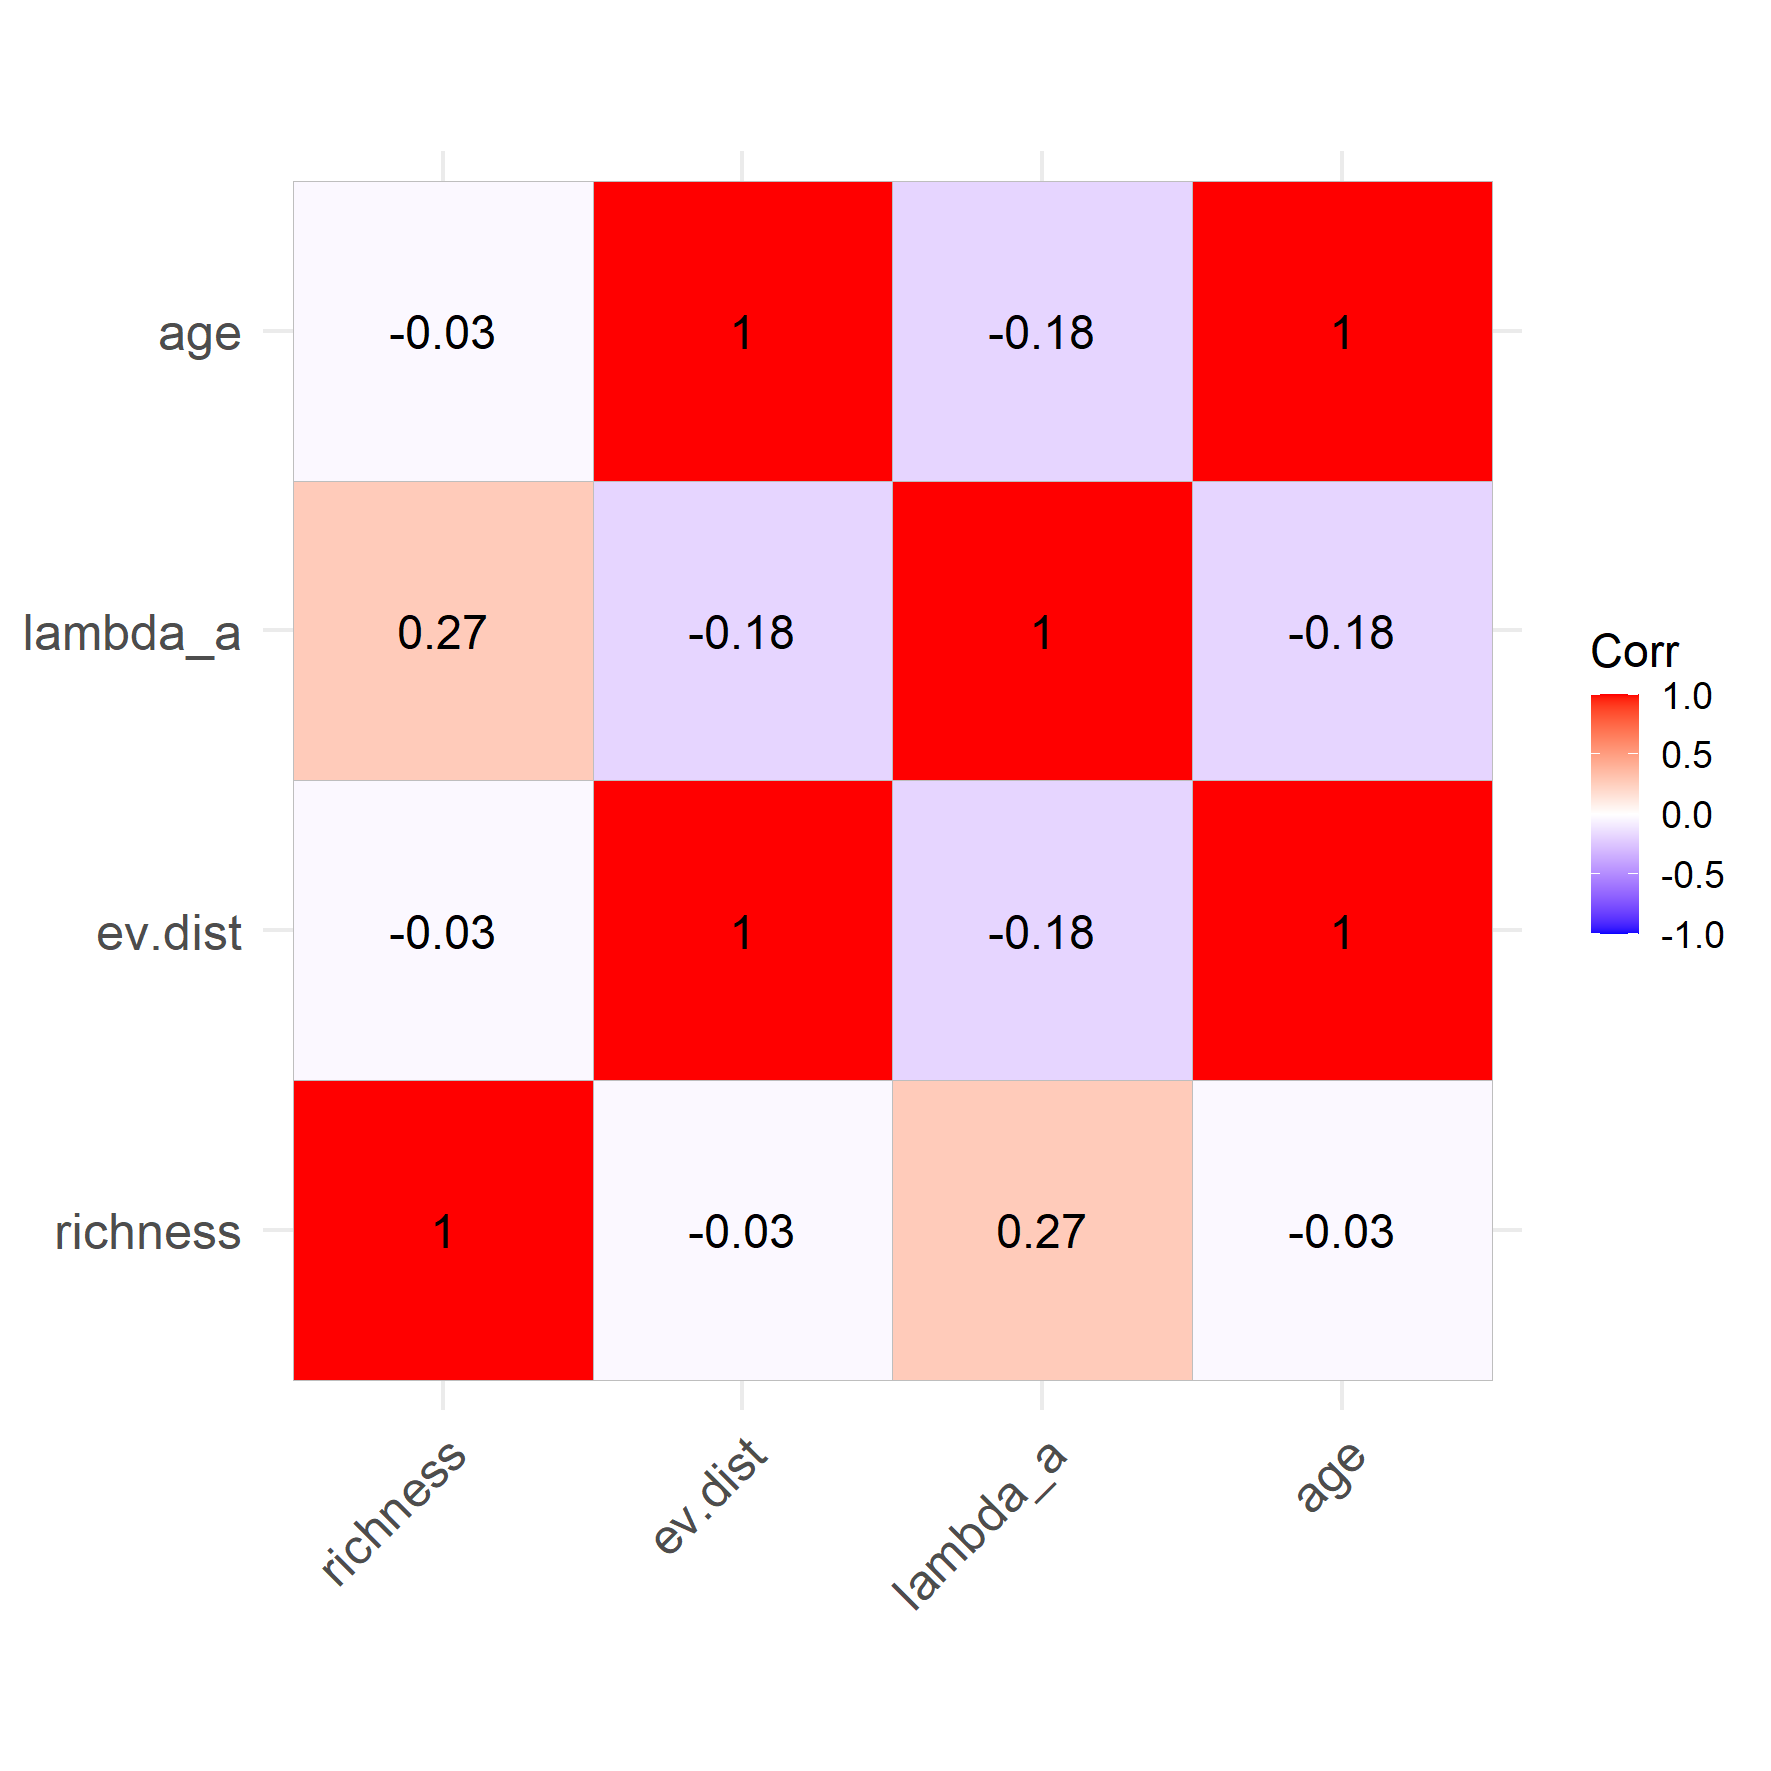 age -0.03 1 -0.18 1
lambda_a 0.27 -0.18 1 -0.18
ev.dist -0.03 1 -0.18 1
richness 1 -0.03 0.27 -0.03
richness ev.dist lambda_a age
Corr
1.0
0.5
0.0
-0.5
-1.0